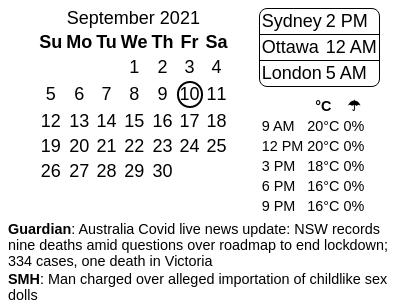 September 2021
Su Mo Tu We Th Fr Sa
1 2 3 4
5 6 7 8 9 10 11
12 13 14 15 16 17 18
19 20 21 22 23 24 25
26 27 28 29 30
Sydney 2 PM
Ottawa 12 AM
London 5 AM
°C ☂
9 AM 20°C 0%
12 PM 20°C 0%
3 PM 18°C 0%
6 PM 16°C 0%
9 PM 16°C 0%
Guardian: Australia Covid live news update: NSW records
nine deaths amid questions over roadmap to end lockdown;
334 cases, one death in Victoria
SMH: Man charged over alleged importation of childlike sex
dolls